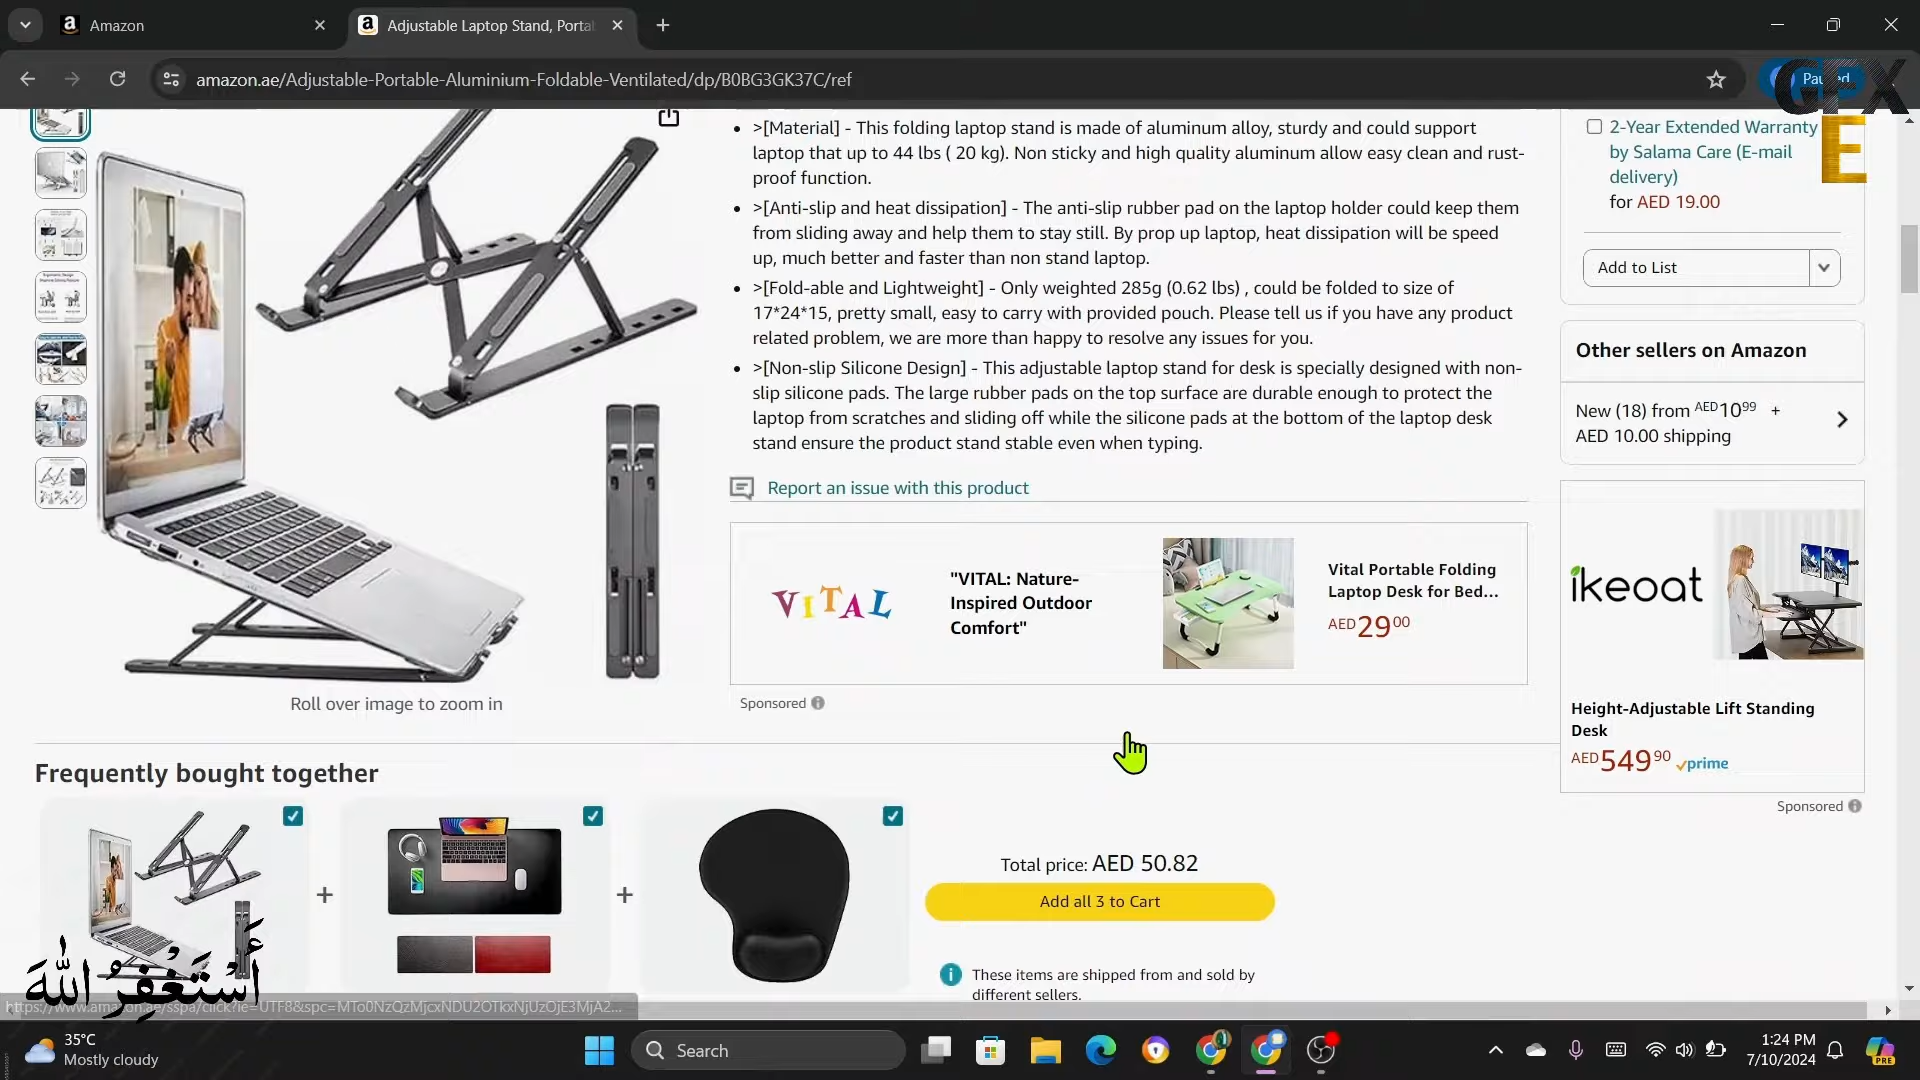 Amazon
Adjustable Laptop Stand, Porta
amazon.ae/Adjustable-Portable-Aluminium-Foldable-Ventilated/dp/B0BG3GK37C/ref
GFX
E
>[Material] - This folding laptop stand is made of aluminum alloy, sturdy and could support
laptop that up to 44 lbs ( 20 kg). Non sticky and high quality aluminum allow easy clean and rust-
proof function.
>[Anti-slip and heat dissipation] - The anti-slip rubber pad on the laptop holder could keep them
from sliding away and help them to stay still. By prop up laptop, heat dissipation will be speed
up, much better and faster than non stand laptop.
>[Fold-able and Lightweight] - Only weighted 285g (0.62 lbs) , could be folded to size of
17*24*15, pretty small, easy to carry with provided pouch. Please tell us if you have any product
related problem, we are more than happy to resolve any issues for you.
>[Non-slip Silicone Design] - This adjustable laptop stand for desk is specially designed with non-
slip silicone pads. The large rubber pads on the top surface are durable enough to protect the
laptop from scratches and sliding off while the silicone pads at the bottom of the laptop desk
stand ensure the product stand stable even when typing.
Report an issue with this product
VITAL
"VITAL: Nature-
Inspired Outdoor
Comfort"
Vital Portable Folding
Laptop Desk for Bed...
AED 29 00
Sponsored
Roll over image to zoom in
2-Year Extended Warranty
by Salama Care (E-mail
delivery)
for AED 19.00
Add to List
Other sellers on Amazon
New (18) from AED 10 99 +
AED 10.00 shipping
ikeoat
Height-Adjustable Lift Standing
Desk
AED 549 90 prime
Sponsored
Frequently bought together
+
+
Total price: AED 50.82
Add all 3 to Cart
These items are shipped from and sold by
different sellers.
أَسْتَغْفِرُ اللهَ
35°C
Mostly cloudy
Search
1:24 PM
7/10/2024